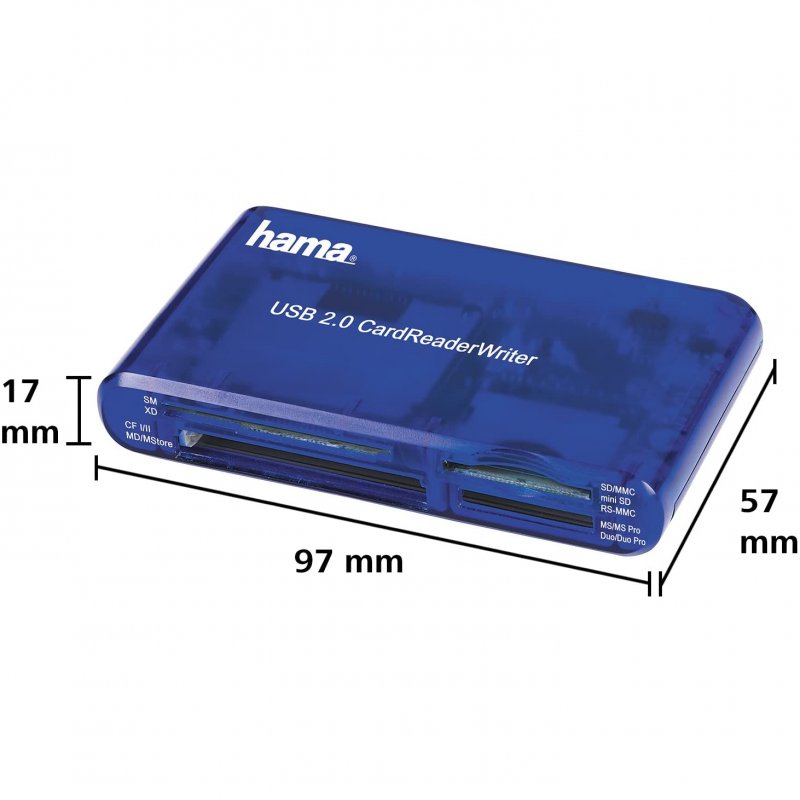 hama®
USB 2.0 CardReaderWriter
SM
XD
CF I/II
MD/MStore
SD/MMC
mini SD
RS-MMC
MS/MS Pro
Duo/Duo Pro
17
mm
97 mm
57
mm